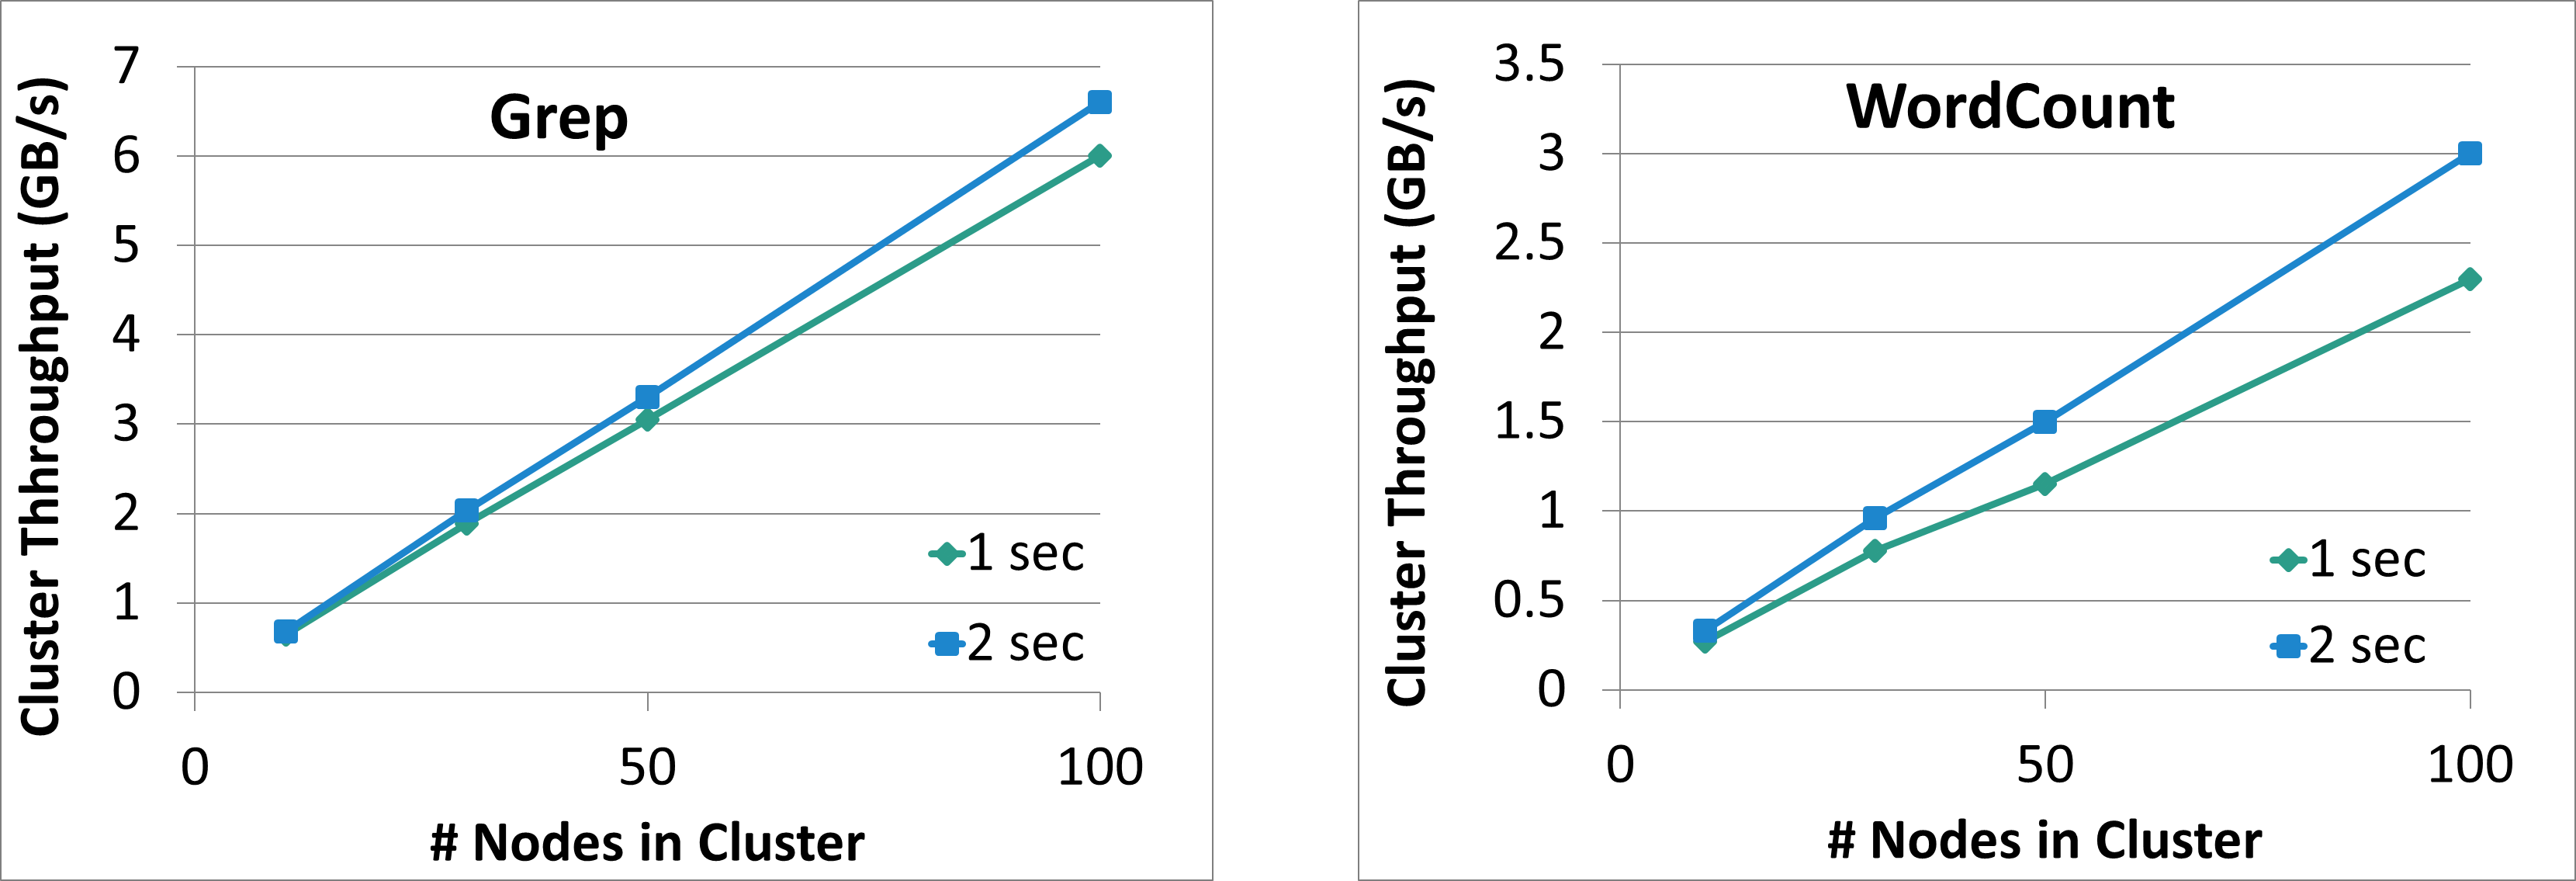 Cluster Thhroughput (GB/s)
Grep
7
6
5
4
3
2
1
0
1 sec
2 sec
0 50 100
# Nodes in Cluster
Cluster Throughput (GB/s)
WordCount
3.5
3
2.5
2
1.5
1
0.5
0
1 sec
2 sec
0 50 100
# Nodes in Cluster